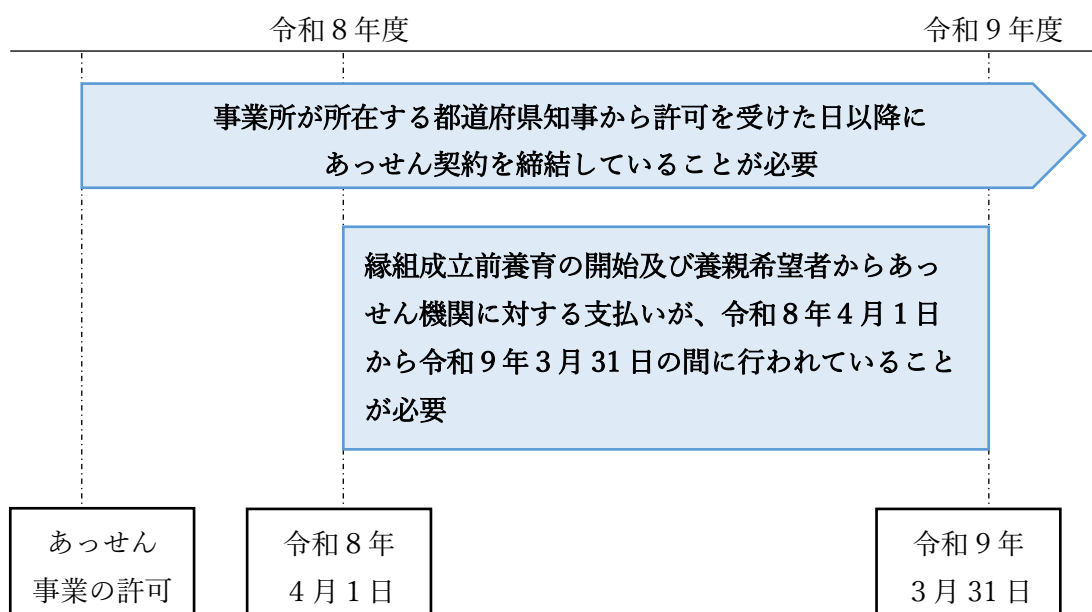 令和８年度
令和９年度
事業所が所在する都道府県知事から許可を受けた日以降に
あっせん契約を締結していることが必要
縁組成立前養育の開始及び養親希望者からあっ
せん機関に対する支払いが、令和８年４月１日
から令和９年３月 31 日の間に行われていること
が必要
あっせん
事業の許可
令和８年
４月１日
令和９年
３月 31 日